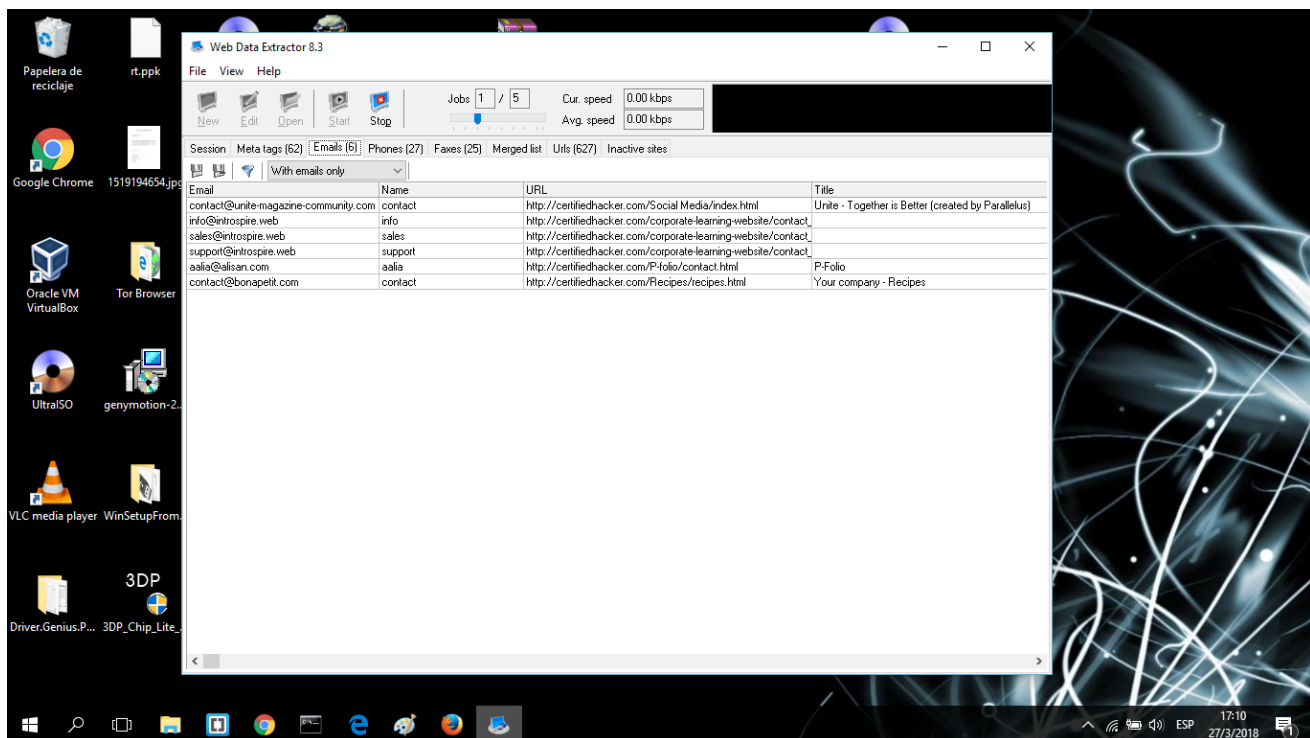 Papelera de
reciclaje
rt.ppk
Google Chrome
1519194654.jpg
Oracle VM
VirtualBox
Tor Browser
UltraISO
genymotion-2...
VLC media player
WinSetupFrom...
3DP
Driver.Genius.P...
3DP_Chip_Lite_...
Web Data Extractor 8.3
File View Help
New Edit Open Start Stop
Jobs 1 / 5
Cur. speed 0.00 kbps
Avg. speed 0.00 kbps
Session Meta tags (62) Emails (6) Phones (27) Faxes (25) Merged list Urls (627) Inactive sites
With emails only
Email Name URL Title
contact@unite-magazine-community.com contact http://certifiedhacker.com/Social Media/index.html Unite - Together is Better (created by Parallelus)
info@introspire.web info http://certifiedhacker.com/corporate-learning-website/contact_
sales@introspire.web sales http://certifiedhacker.com/corporate-learning-website/contact_
support@introspire.web support http://certifiedhacker.com/corporate-learning-website/contact_
aalia@alisan.com aalia http://certifiedhacker.com/P-folio/contact.html P-Folio
contact@bonapetit.com contact http://certifiedhacker.com/Recipes/recipes.html Your company - Recipes
ESP
17:10
27/3/2018
1